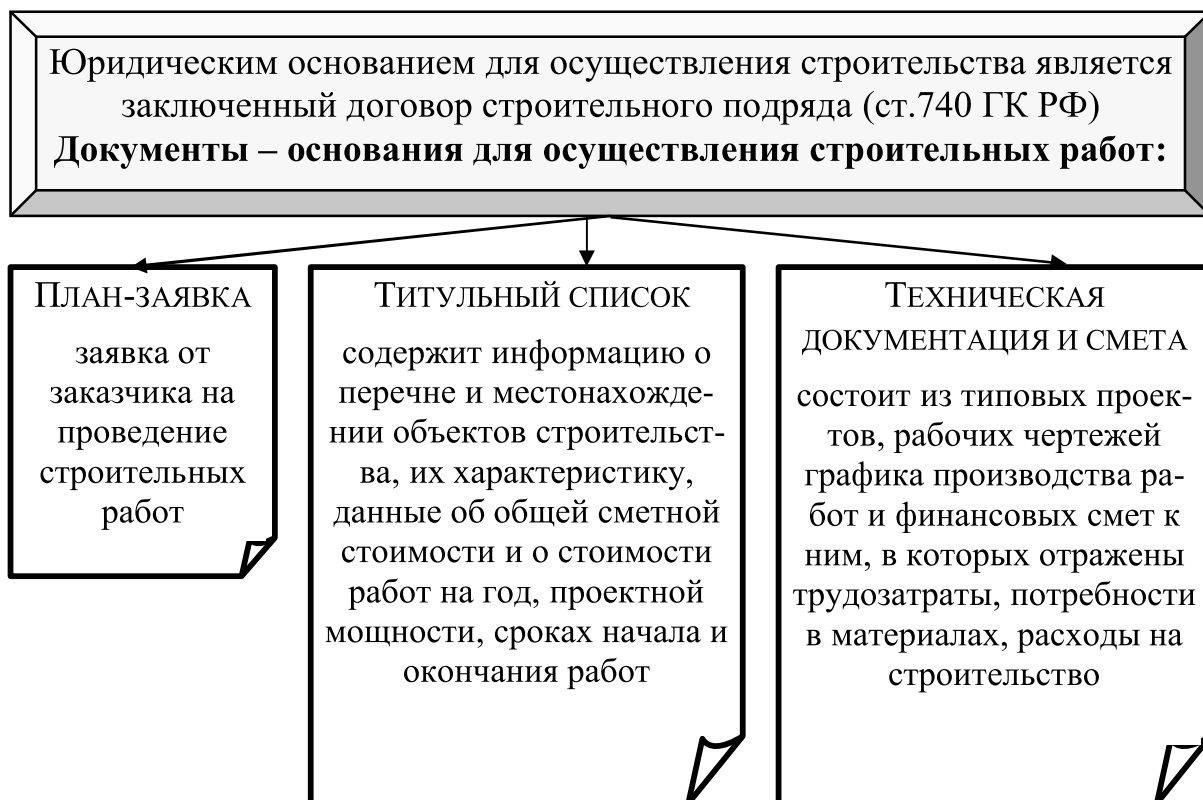 Юридическим основанием для осуществления строительства является
заключенный договор строительного подряда (ст.740 ГК РФ)
Документы – основания для осуществления строительных работ:
ПЛАН-ЗАЯВКА
заявка от
заказчика на
проведение
строительных
работ
ТИТУЛЬНЫЙ СПИСОК
содержит информацию о
перечне и местонахожде-
нии объектов строительст-
ва, их характеристику,
данные об общей сметной
стоимости и о стоимости
работ на год, проектной
мощности, сроках начала и
окончания работ
ТЕХНИЧЕСКАЯ
ДОКУМЕНТАЦИЯ И СМЕТА
состоит из типовых проек-
тов, рабочих чертежей
графика производства ра-
бот и финансовых смет к
ним, в которых отражены
трудозатраты, потребности
в материалах, расходы на
строительство